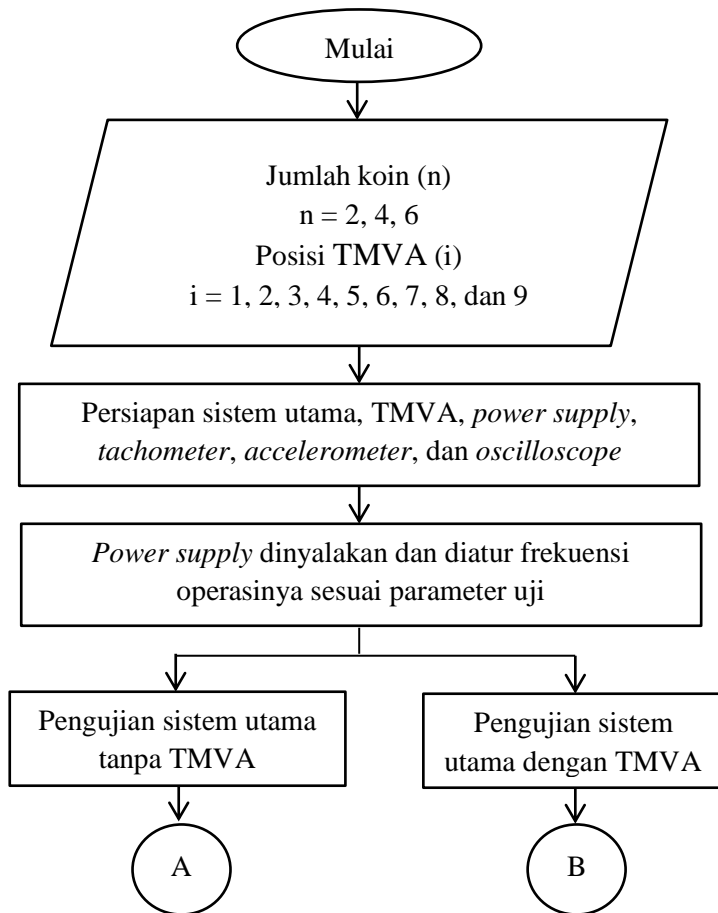 Mulai
Jumlah koin (n)
n = 2, 4, 6
Posisi TMVA (i)
i = 1, 2, 3, 4, 5, 6, 7, 8, dan 9
Persiapan sistem utama, TMVA, power supply,
tachometer, accelerometer, dan oscilloscope
Power supply dinyalakan dan diatur frekuensi
operasinya sesuai parameter uji
Pengujian sistem utama
tanpa TMVA
Pengujian sistem
utama dengan TMVA
A
B